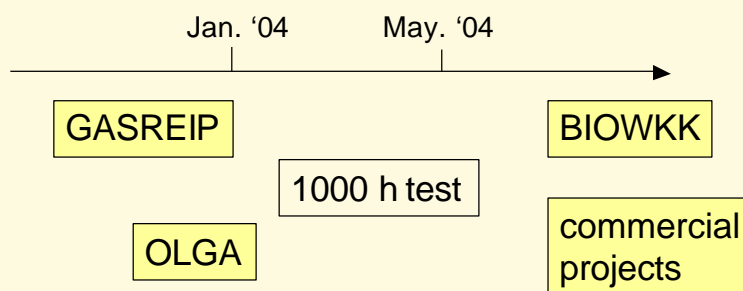 Jan. ‘04
May. ‘04
GASREIP
BIOWKK
1000 h test
OLGA
commercial
projects